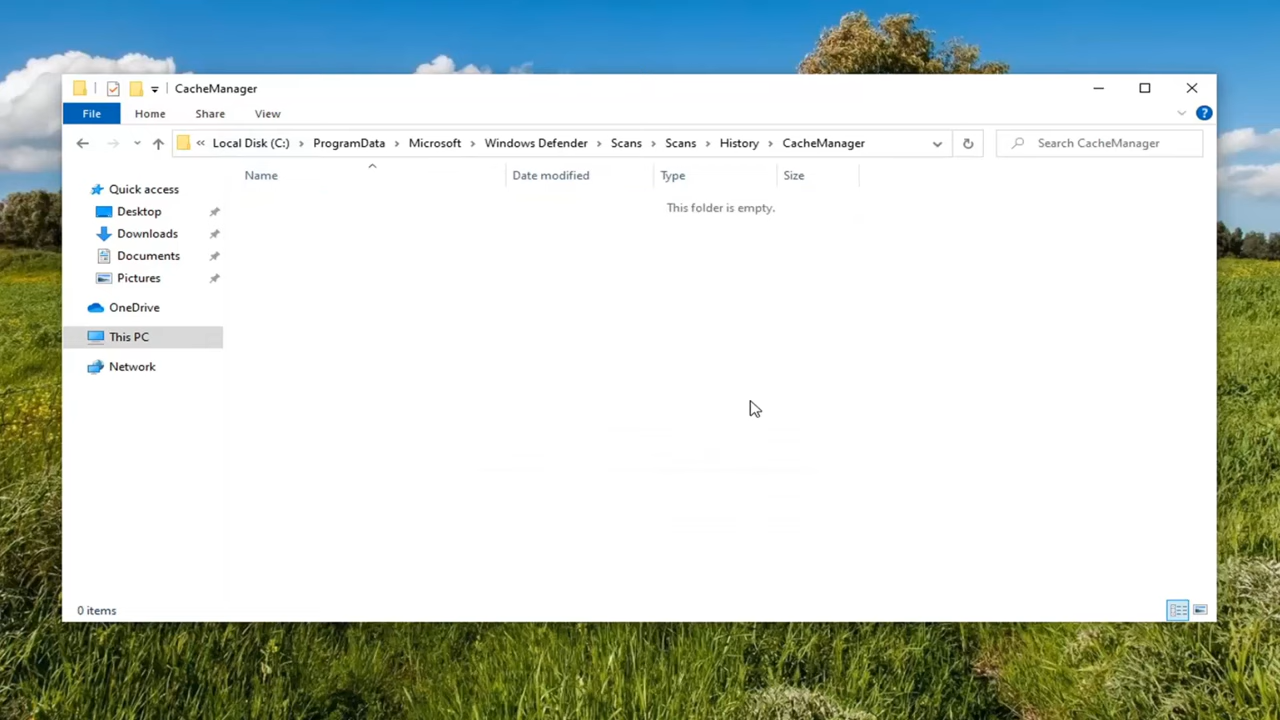 CacheManager
File Home Share View
« Local Disk (C:) › ProgramData › Microsoft › Windows Defender › Scans › Scans › History › CacheManager
Search CacheManager
Name Date modified Type Size
This folder is empty.
Quick access
Desktop
Downloads
Documents
Pictures
OneDrive
This PC
Network
0 items